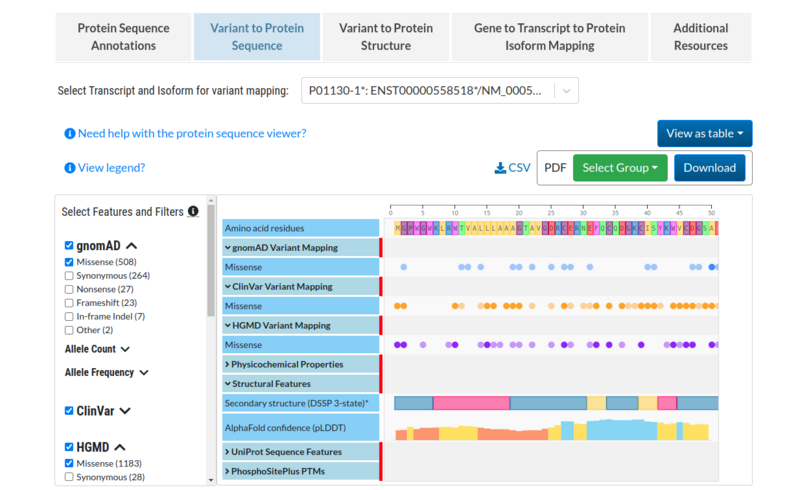 Protein Sequence Annotations
Variant to Protein Sequence
Variant to Protein Structure
Gene to Transcript to Protein Isoform Mapping
Additional Resources
Select Transcript and Isoform for variant mapping:
P01130-1*: ENST00000558518*/NM_0005...
Need help with the protein sequence viewer?
View as table
View legend?
CSV
PDF
Select Group
Download
Select Features and Filters
gnomAD
Missense (508)
Synonymous (264)
Nonsense (27)
Frameshift (23)
In-frame Indel (7)
Other (2)
Allele Count
Allele Frequency
ClinVar
HGMD
Missense (1183)
Synonymous (28)
0 5 10 15 20 25 30 35 40 45 50
Amino acid residues
MGPWGWKLRWTVALLLAAAGTAVGDRCERNEFQCQDGKCISYKWVCDGSA
gnomAD Variant Mapping
Missense
ClinVar Variant Mapping
Missense
HGMD Variant Mapping
Missense
Physicochemical Properties
Structural Features
Secondary structure (DSSP 3-state)*
AlphaFold confidence (pLDDT)
UniProt Sequence Features
PhosphoSitePlus PTMs